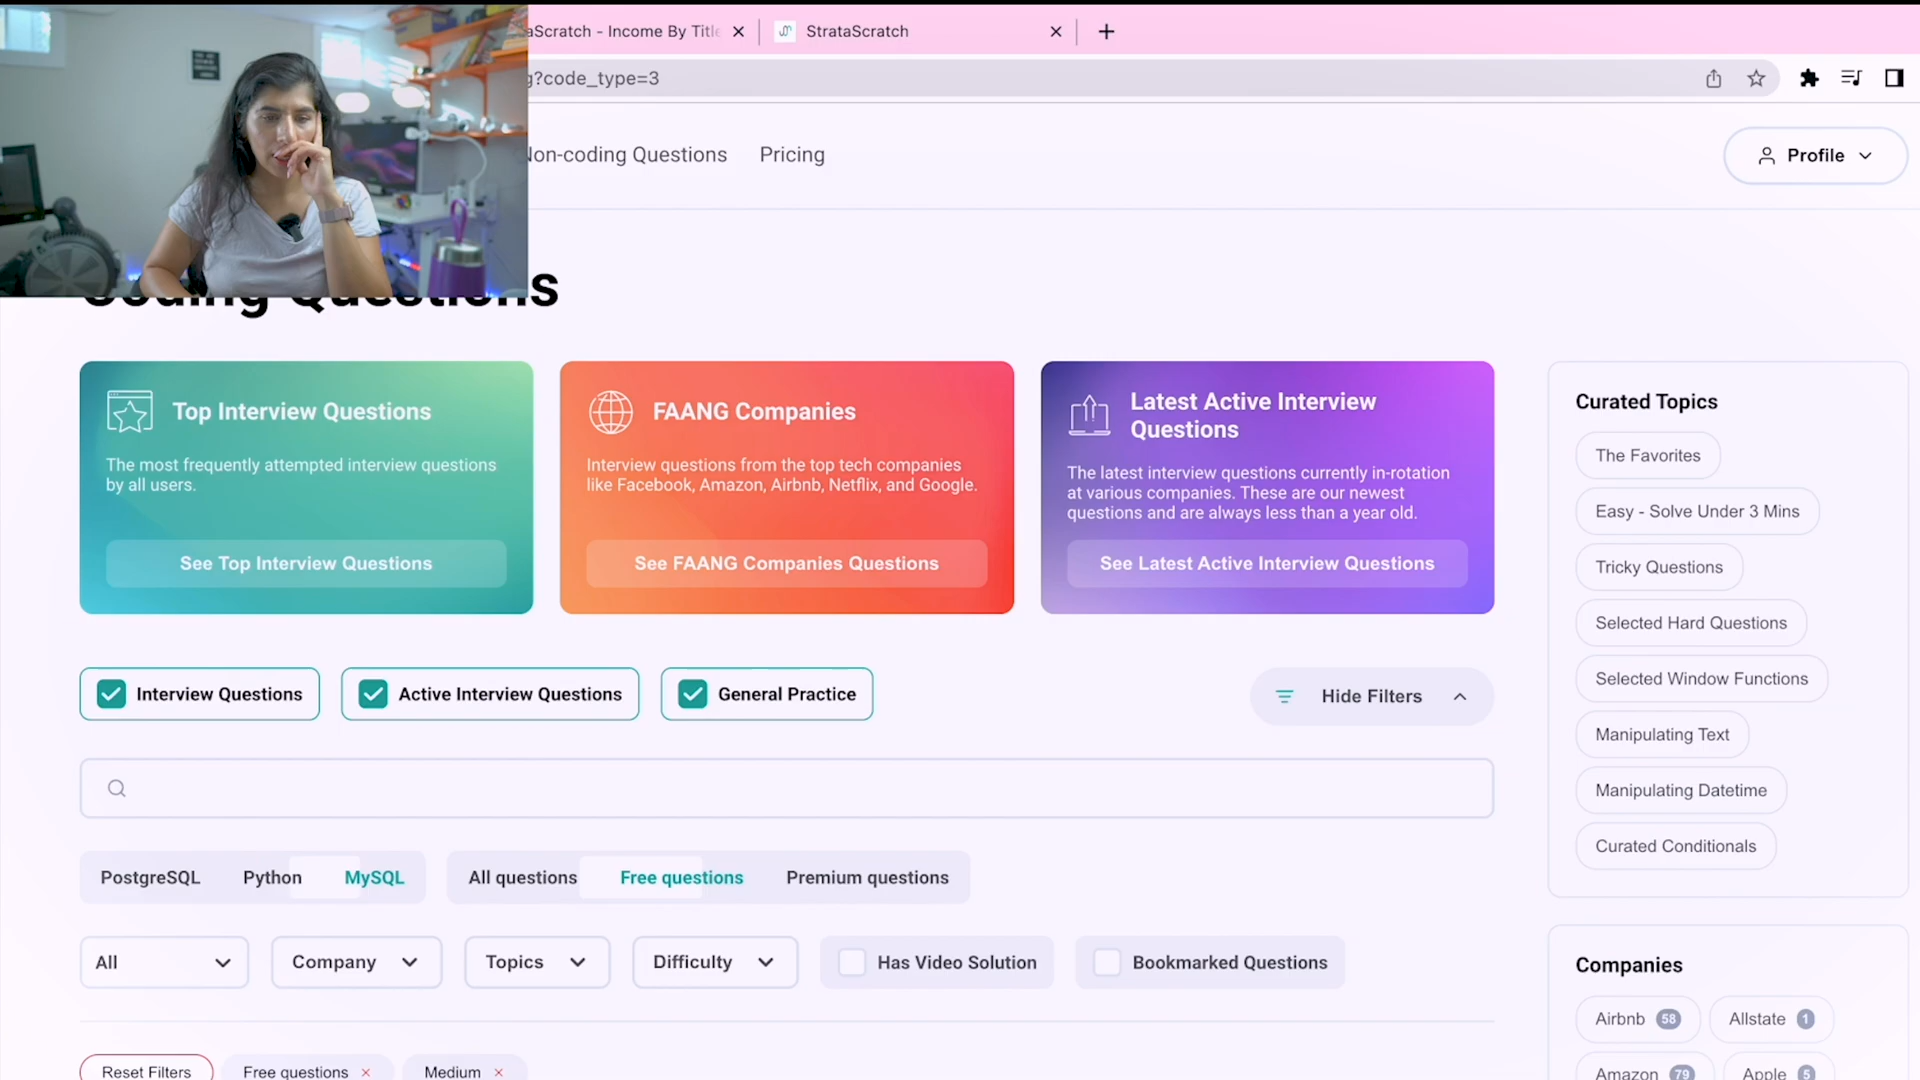 aScratch - Income By Title
StrataScratch
g?code_type=3
Non-coding Questions
Pricing
Profile
Coding Questions
Top Interview Questions
The most frequently attempted interview questions
by all users.
See Top Interview Questions
FAANG Companies
Interview questions from the top tech companies
like Facebook, Amazon, Airbnb, Netflix, and Google.
See FAANG Companies Questions
Latest Active Interview
Questions
The latest interview questions currently in-rotation
at various companies. These are our newest
questions and are always less than a year old.
See Latest Active Interview Questions
Curated Topics
The Favorites
Easy - Solve Under 3 Mins
Tricky Questions
Selected Hard Questions
Selected Window Functions
Manipulating Text
Manipulating Datetime
Curated Conditionals
Interview Questions
Active Interview Questions
General Practice
Hide Filters
PostgreSQL
Python
MySQL
All questions
Free questions
Premium questions
All
Company
Topics
Difficulty
Has Video Solution
Bookmarked Questions
Reset Filters
Free questions ×
Medium ×
Companies
Airbnb 58
Allstate 1
Amazon 79
Apple 5